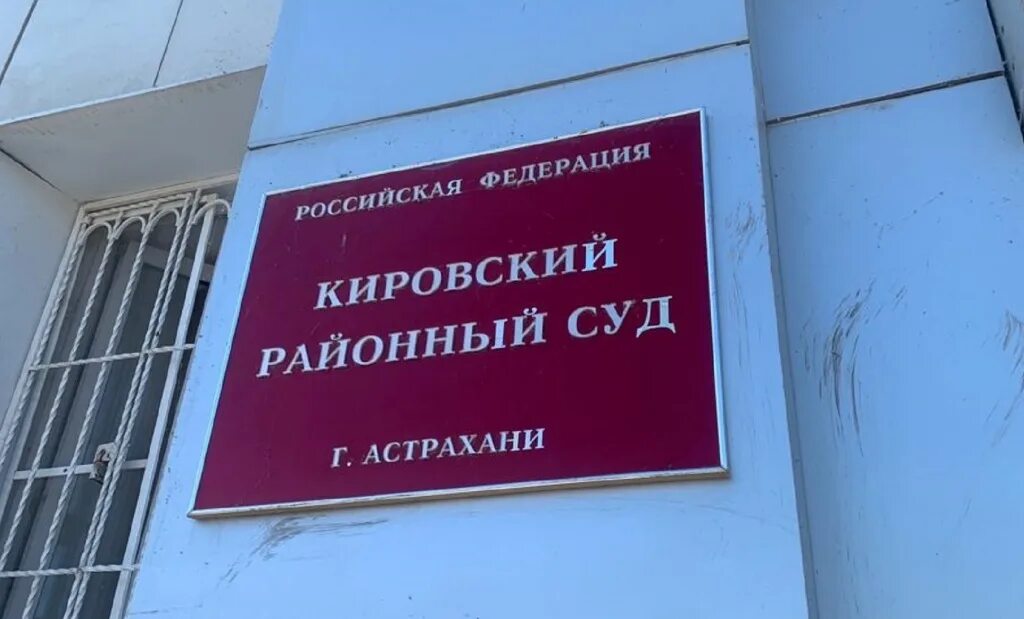 РОССИЙСКАЯ ФЕДЕРАЦИЯ
КИРОВСКИЙ
РАЙОННЫЙ СУД
Г. АСТРАХАНИ